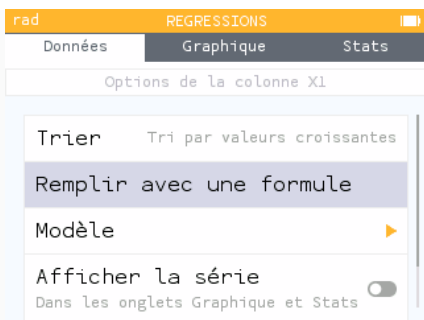 rad REGRESSIONS
Données Graphique Stats
Options de la colonne X1
Trier Tri par valeurs croissantes
Remplir avec une formule
Modèle
Afficher la série
Dans les onglets Graphique et Stats